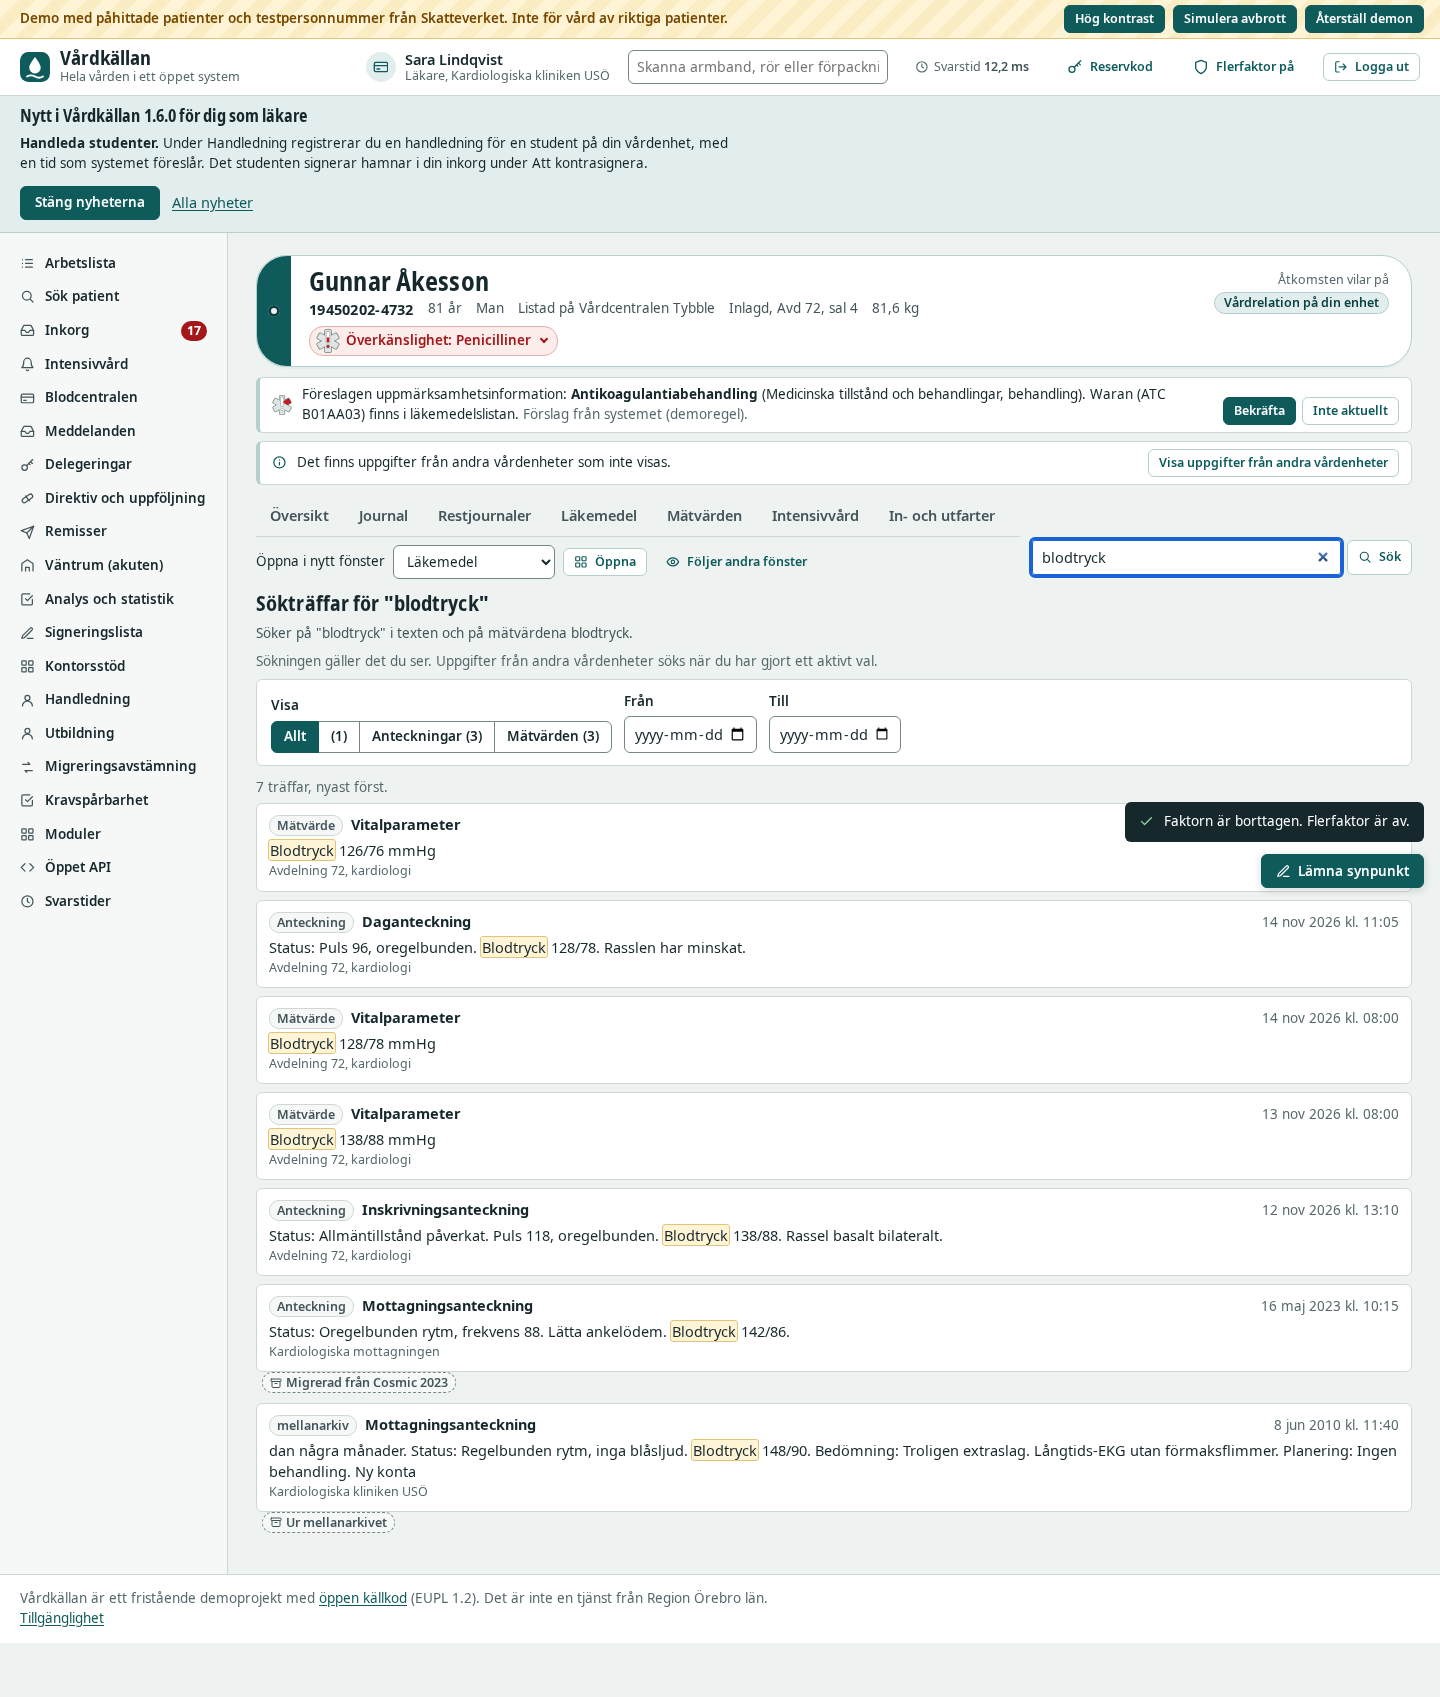 Demo med påhittade patienter och testpersonnummer från Skatteverket. Inte för vård av riktiga patienter.
Hög kontrast
Simulera avbrott
Återställ demon
Vårdkällan
Hela vården i ett öppet system
Sara Lindqvist
Läkare, Kardiologiska kliniken USÖ
Skanna armband, rör eller förpackni
Svarstid 12,2 ms
Reservkod
Flerfaktor på
Logga ut
Nytt i Vårdkällan 1.6.0 för dig som läkare
Handleda studenter. Under Handledning registrerar du en handledning för en student på din vårdenhet, med
en tid som systemet föreslår. Det studenten signerar hamnar i din inkorg under Att kontrasignera.
Stäng nyheterna
Alla nyheter
Arbetslista
Sök patient
Inkorg
17
Intensivvård
Blodcentralen
Meddelanden
Delegeringar
Direktiv och uppföljning
Remisser
Väntrum (akuten)
Analys och statistik
Signeringslista
Kontorsstöd
Handledning
Utbildning
Migreringsavstämning
Kravspårbarhet
Moduler
Öppet API
Svarstider
Gunnar Åkesson
19450202-4732 81 år Man Listad på Vårdcentralen Tybble Inlagd, Avd 72, sal 4 81,6 kg
Överkänslighet: Penicilliner
Åtkomsten vilar på
Vårdrelation på din enhet
Föreslagen uppmärksamhetsinformation: Antikoagulantiabehandling (Medicinska tillstånd och behandlingar, behandling). Waran (ATC
B01AA03) finns i läkemedelslistan. Förslag från systemet (demoregel).
Bekräfta
Inte aktuellt
Det finns uppgifter från andra vårdenheter som inte visas.
Visa uppgifter från andra vårdenheter
Översikt
Journal
Restjournaler
Läkemedel
Mätvärden
Intensivvård
In- och utfarter
Öppna i nytt fönster
Läkemedel
Öppna
Följer andra fönster
blodtryck
Sök
Sökträffar för "blodtryck"
Söker på "blodtryck" i texten och på mätvärdena blodtryck.
Sökningen gäller det du ser. Uppgifter från andra vårdenheter söks när du har gjort ett aktivt val.
Visa
Allt
(1)
Anteckningar (3)
Mätvärden (3)
Från
yyyy-mm-dd
Till
yyyy-mm-dd
7 träffar, nyast först.
Mätvärde Vitalparameter
Blodtryck 126/76 mmHg
Avdelning 72, kardiologi
Faktorn är borttagen. Flerfaktor är av.
Lämna synpunkt
Anteckning Daganteckning 14 nov 2026 kl. 11:05
Status: Puls 96, oregelbunden. Blodtryck 128/78. Rasslen har minskat.
Avdelning 72, kardiologi
Mätvärde Vitalparameter 14 nov 2026 kl. 08:00
Blodtryck 128/78 mmHg
Avdelning 72, kardiologi
Mätvärde Vitalparameter 13 nov 2026 kl. 08:00
Blodtryck 138/88 mmHg
Avdelning 72, kardiologi
Anteckning Inskrivningsanteckning 12 nov 2026 kl. 13:10
Status: Allmäntillstånd påverkat. Puls 118, oregelbunden. Blodtryck 138/88. Rassel basalt bilateralt.
Avdelning 72, kardiologi
Anteckning Mottagningsanteckning 16 maj 2023 kl. 10:15
Status: Oregelbunden rytm, frekvens 88. Lätta ankelödem. Blodtryck 142/86.
Kardiologiska mottagningen
Migrerad från Cosmic 2023
mellanarkiv Mottagningsanteckning 8 jun 2010 kl. 11:40
dan några månader. Status: Regelbunden rytm, inga blåsljud. Blodtryck 148/90. Bedömning: Troligen extraslag. Långtids-EKG utan förmaksflimmer. Planering: Ingen
behandling. Ny konta
Kardiologiska kliniken USÖ
Ur mellanarkivet
Vårdkällan är ett fristående demoprojekt med öppen källkod (EUPL 1.2). Det är inte en tjänst från Region Örebro län.
Tillgänglighet